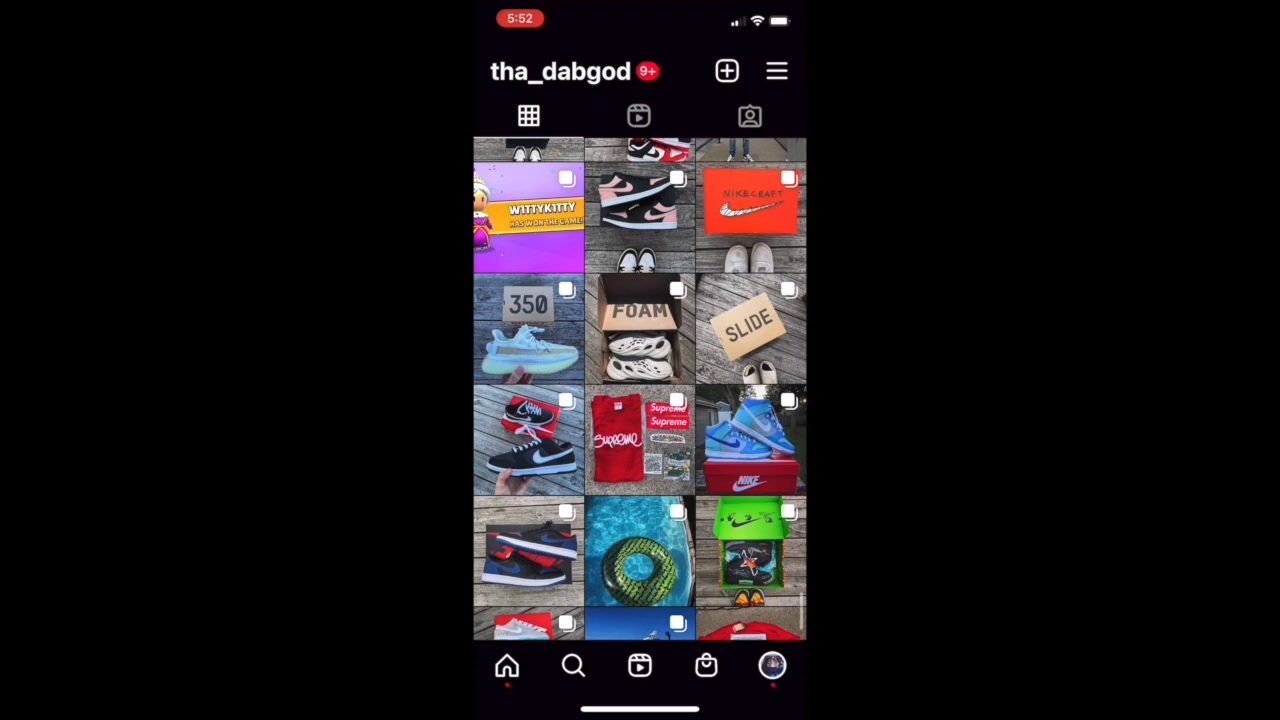 5:52
tha_dabgod 9+
W1TTYK1TTY
HAS WON THE GAME!
NIKECRAFT
350
FOAM
SLIDE
Supreme
Supreme
Supreme
NIKE